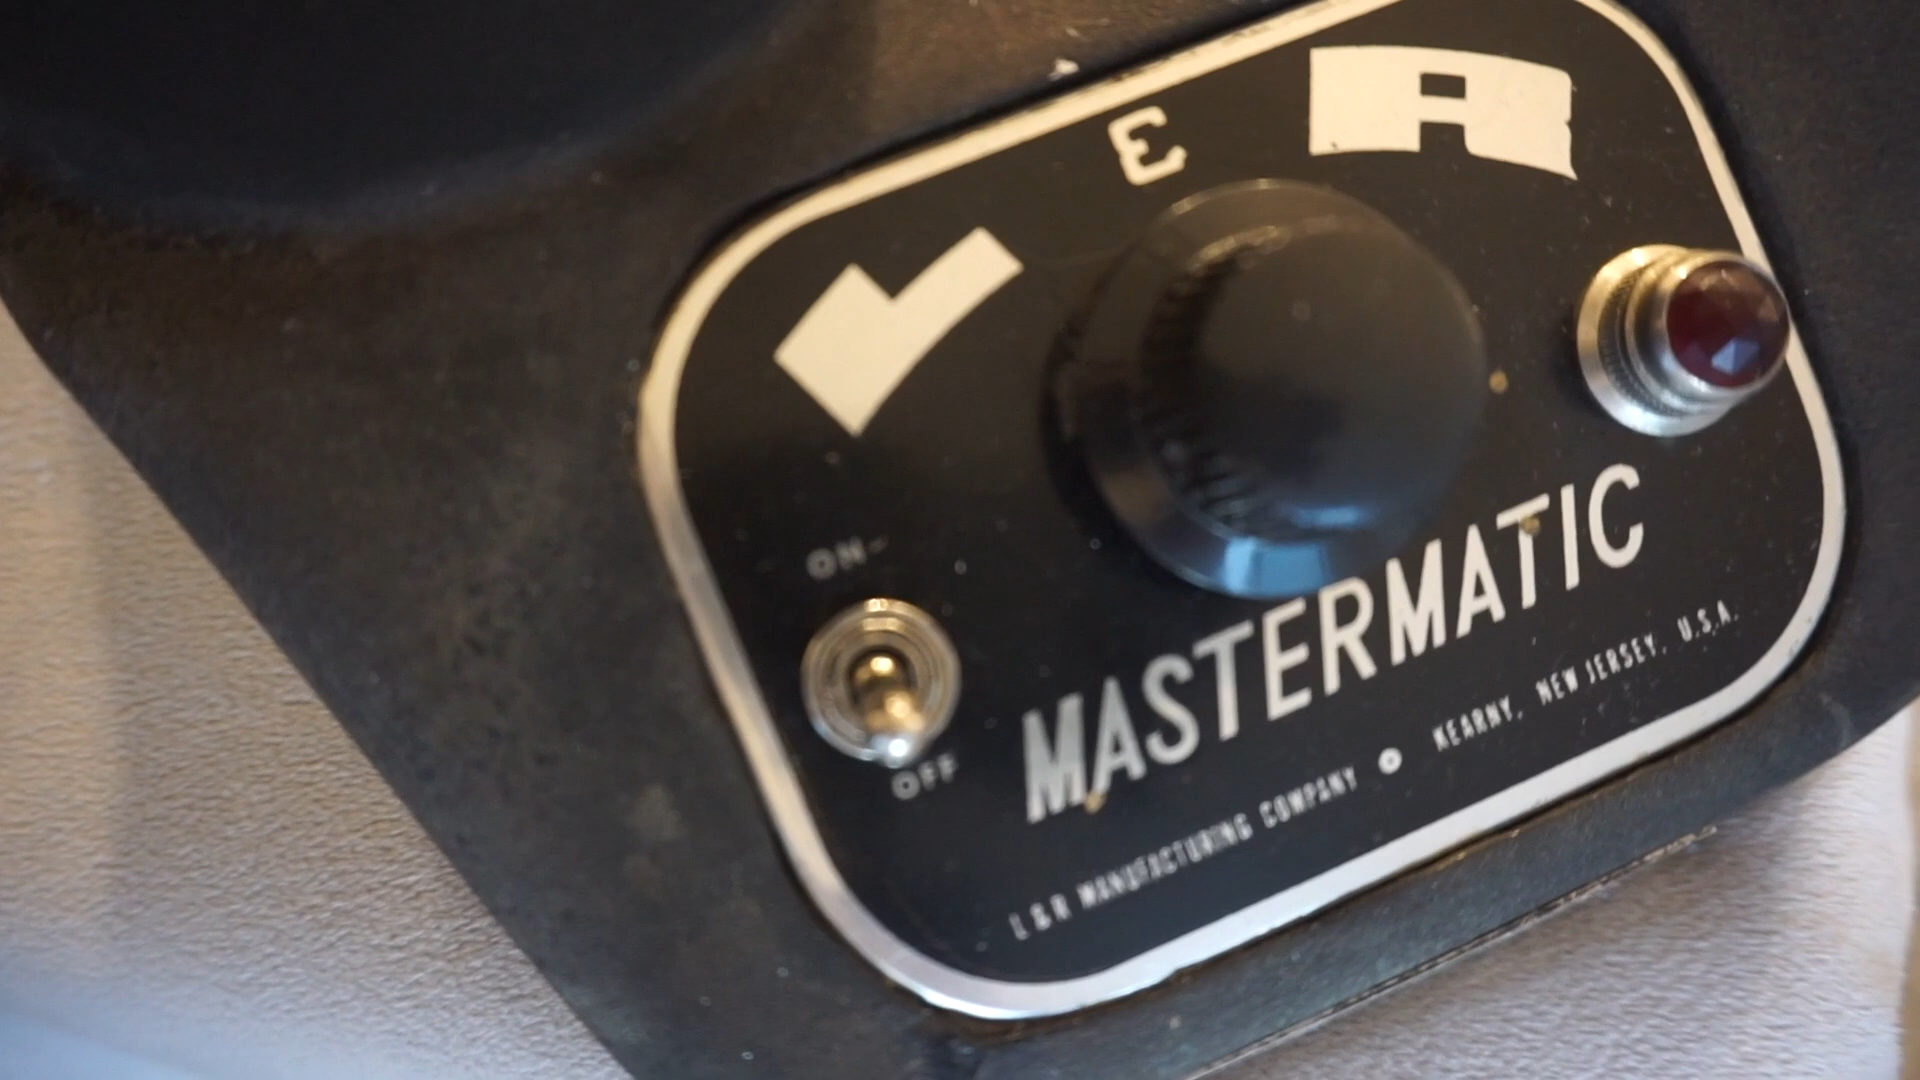 L & R
ON-
OFF
MASTERMATIC
L & R MANUFACTURING COMPANY • KEARNY, NEW JERSEY, U.S.A.